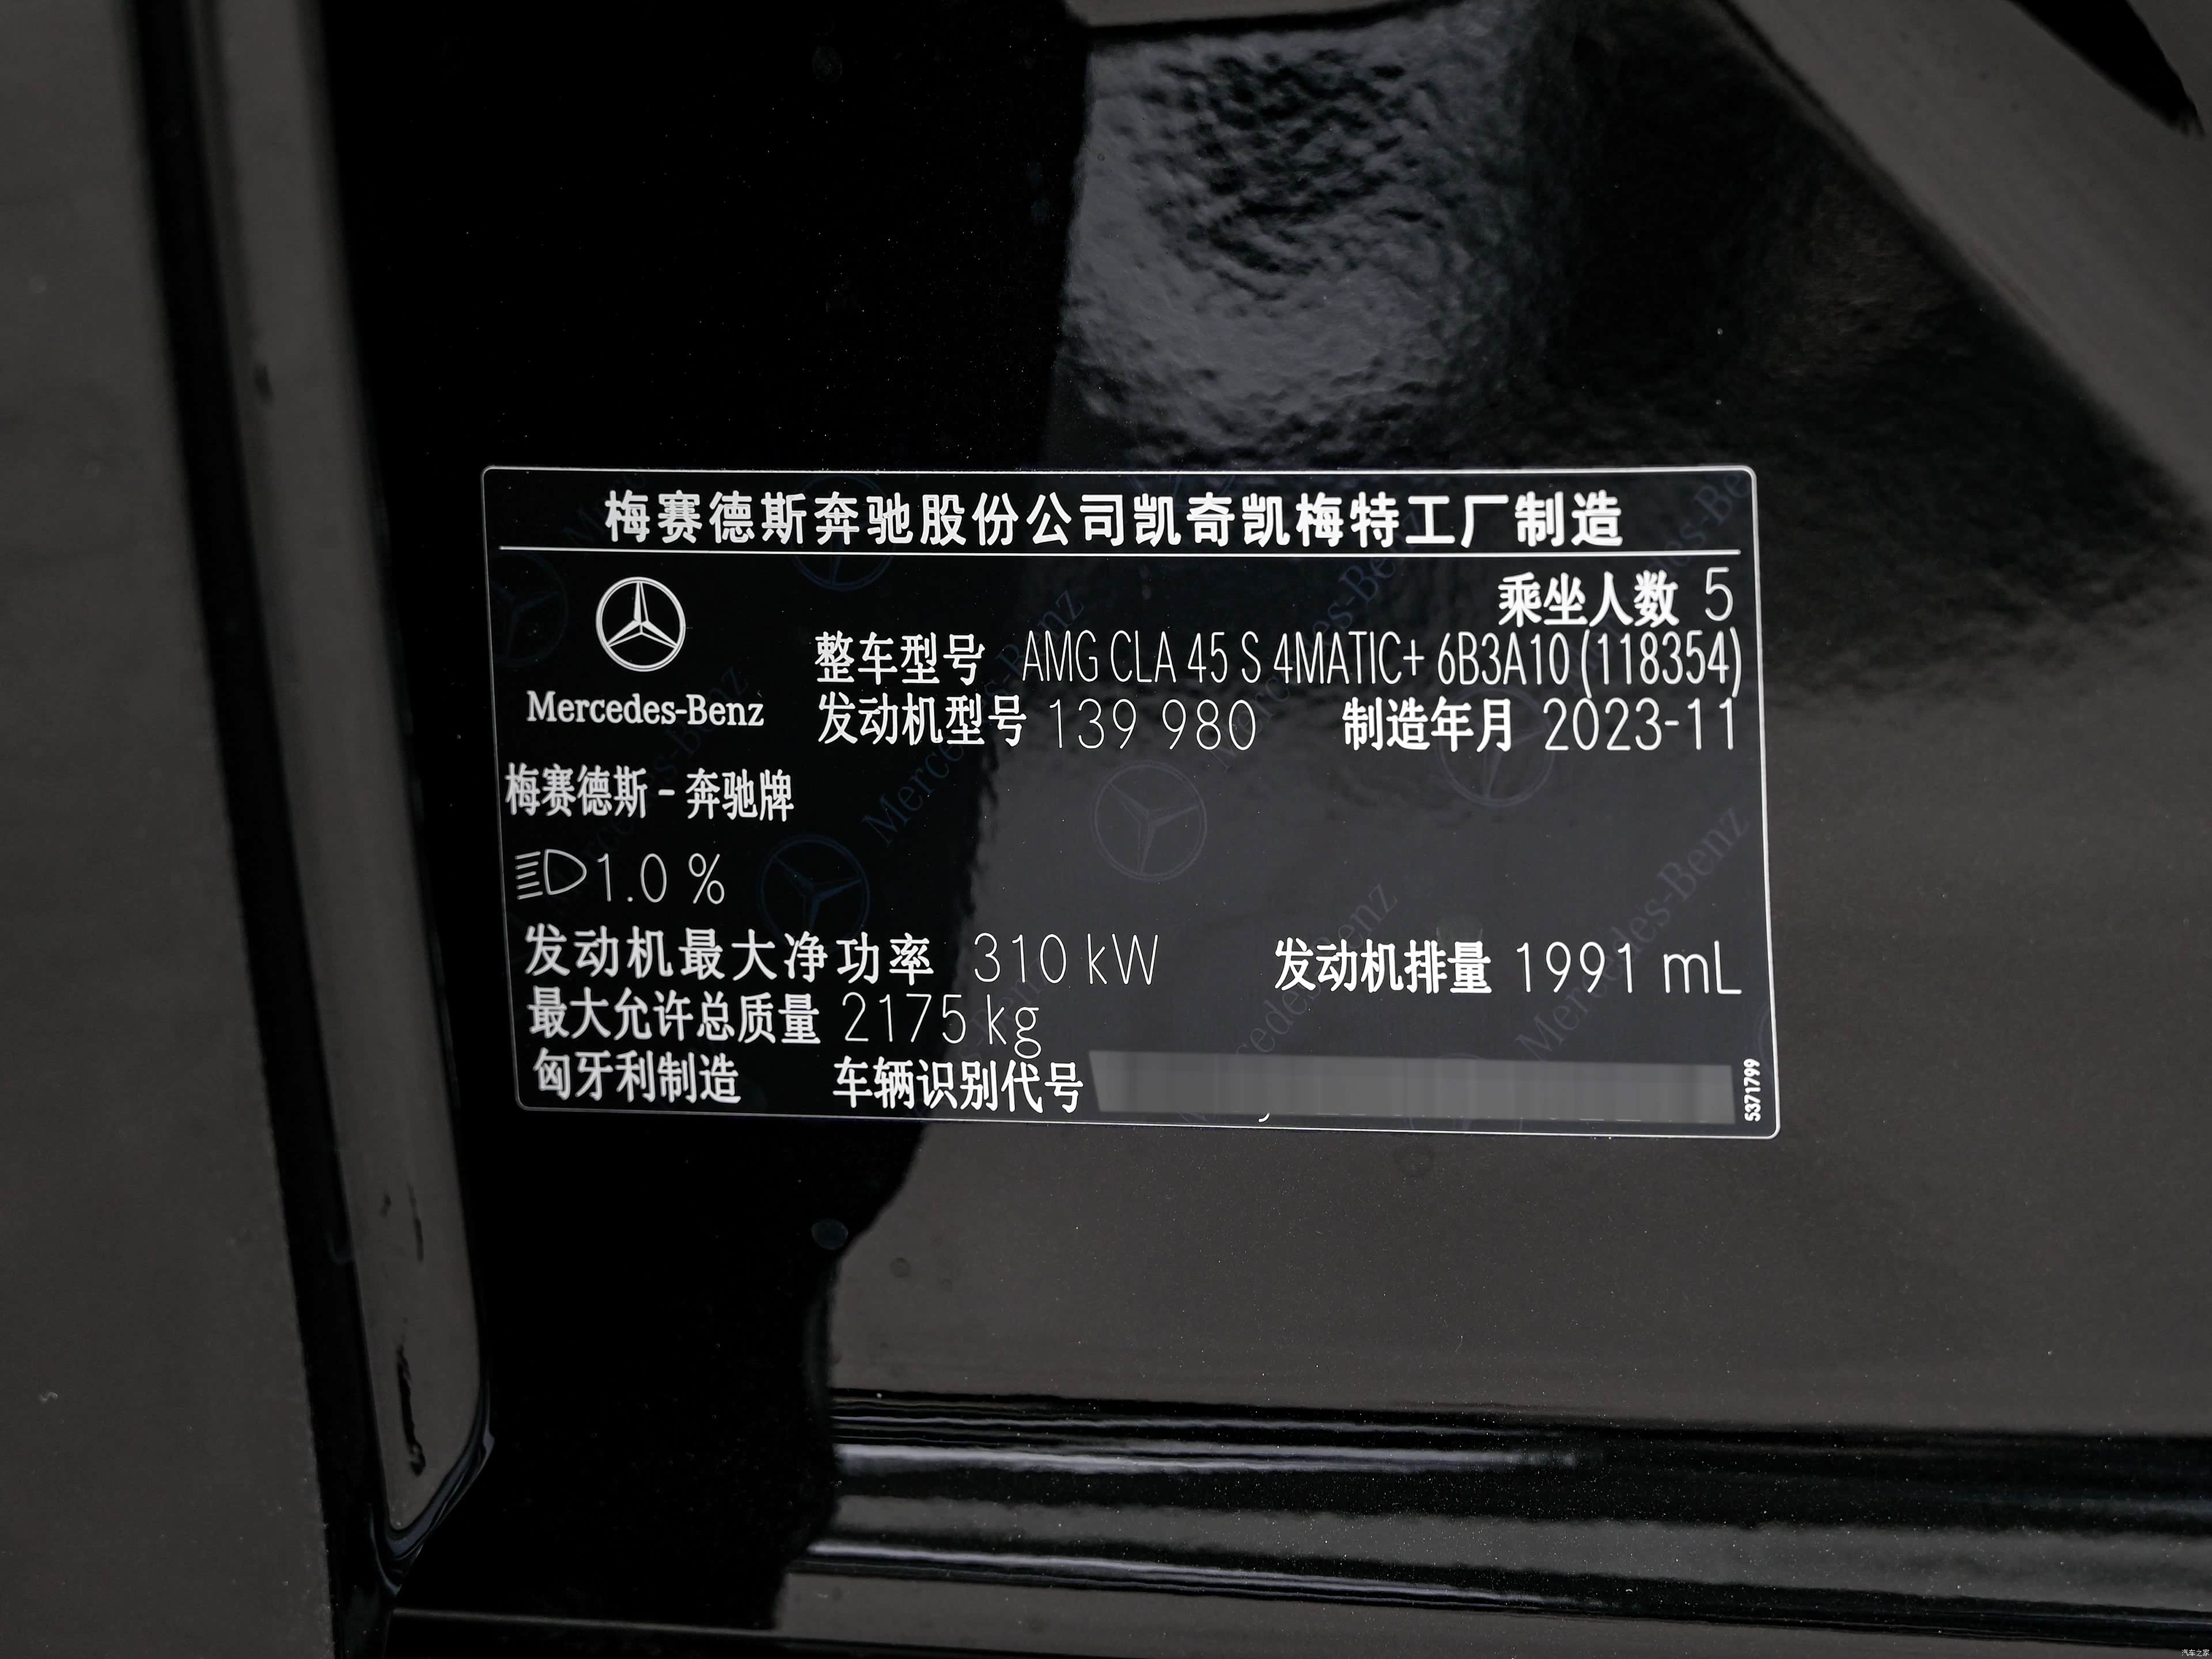 梅赛德斯奔驰股份公司凯奇凯梅特工厂制造
乘坐人数 5
整车型号 AMG CLA 45 S 4MATIC+ 6B3A10(118354)
Mercedes-Benz
发动机型号 139 980 制造年月 2023-11
梅赛德斯-奔驰牌
1.0 %
发动机最大净功率 310 kW 发动机排量 1991 mL
最大允许总质量 2175 kg
匈牙利制造 车辆识别代号
5371799
汽车之家